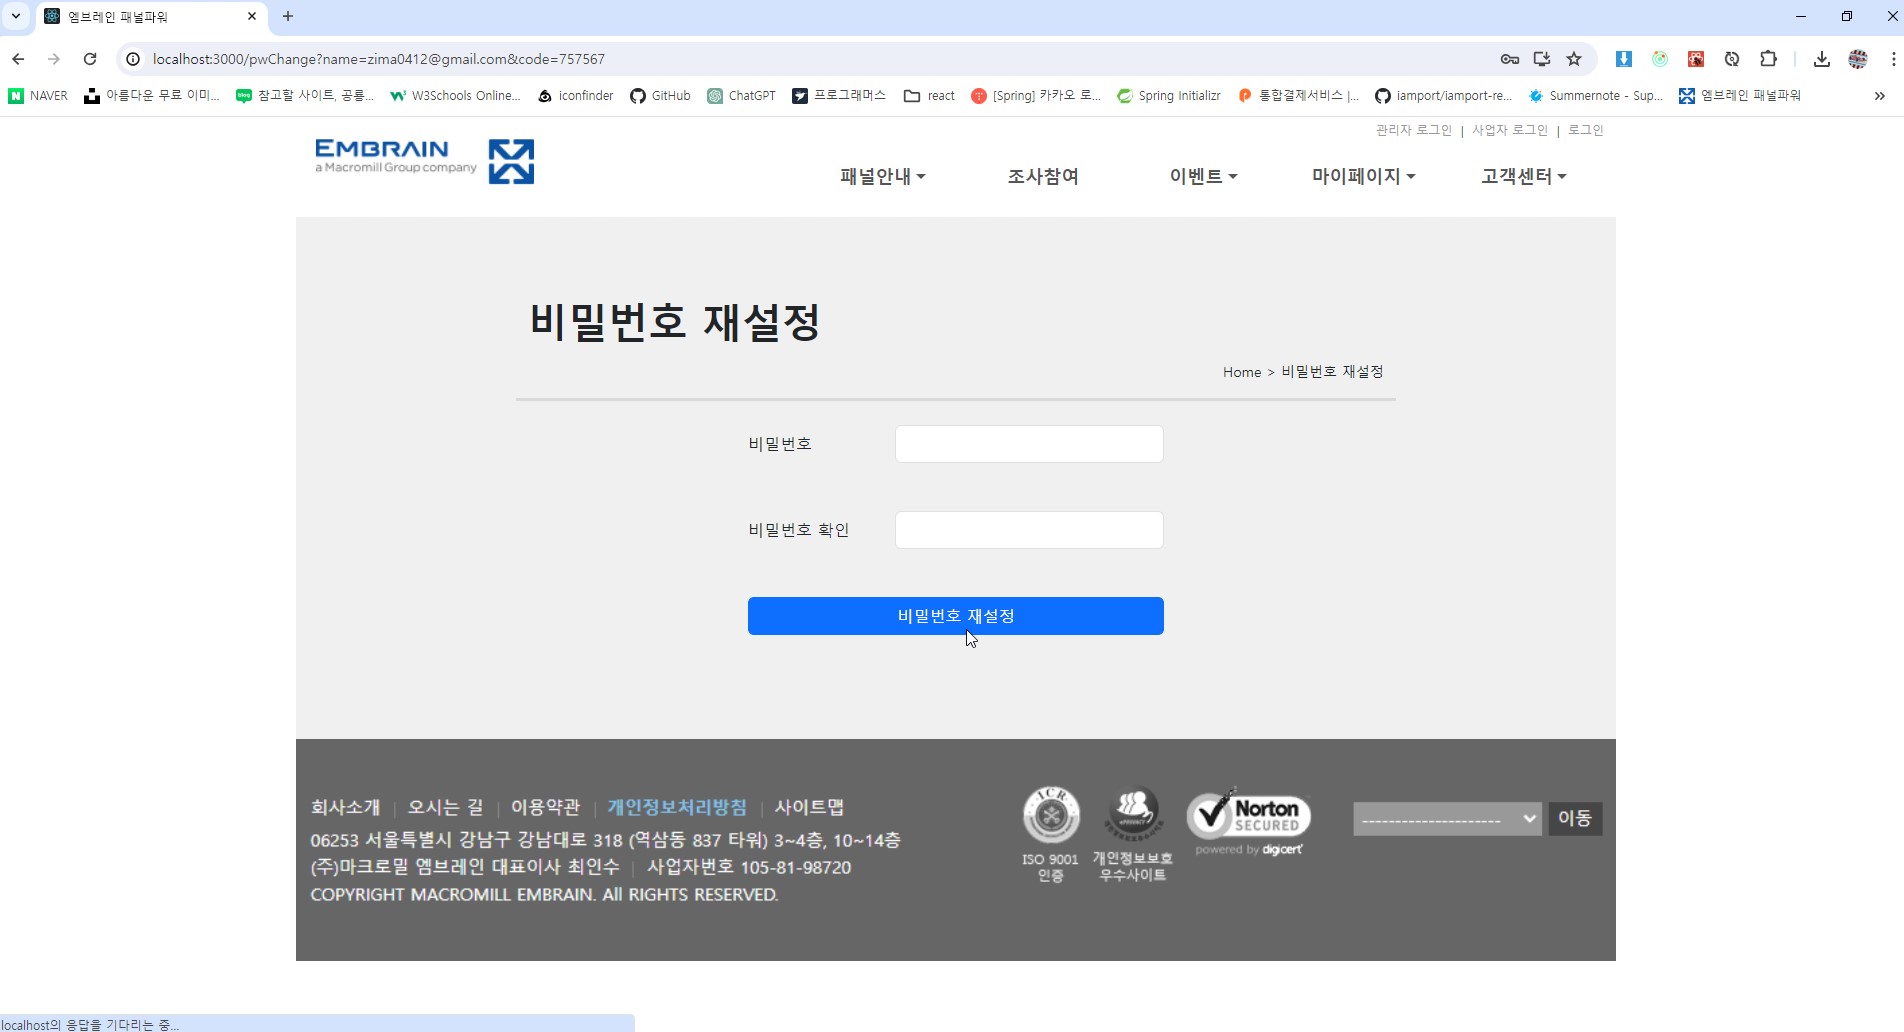 엠브레인 패널파워
localhost:3000/pwChange?name=zima0412@gmail.com&code=757567
NAVER 아름다운 무료 이미... 참고할 사이트, 공룡... W3Schools Online... iconfinder GitHub ChatGPT 프로그래머스 react [Spring] 카카오 로... Spring Initializr 통합결제서비스 |... iamport/iamport-re... Summernote - Sup... 엠브레인 패널파워
관리자 로그인 | 사업자 로그인 | 로그인
EMBRAIN
a Macromill Group company
패널안내 조사참여 이벤트 마이페이지 고객센터
비밀번호 재설정
Home > 비밀번호 재설정
비밀번호
비밀번호 확인
비밀번호 재설정
회사소개 | 오시는 길 | 이용약관 | 개인정보처리방침 | 사이트맵
06253 서울특별시 강남구 강남대로 318 (역삼동 837 타워) 3~4층, 10~14층
(주)마크로밀 엠브레인 대표이사 최인수 | 사업자번호 105-81-98720
COPYRIGHT MACROMILL EMBRAIN. All RIGHTS RESERVED.
ICR
ISO 9001
인증
ePRIVACY
개인정보보호
우수사이트
Norton
SECURED
powered by digicert
---------------------
이동
localhost의 응답을 기다리는 중...